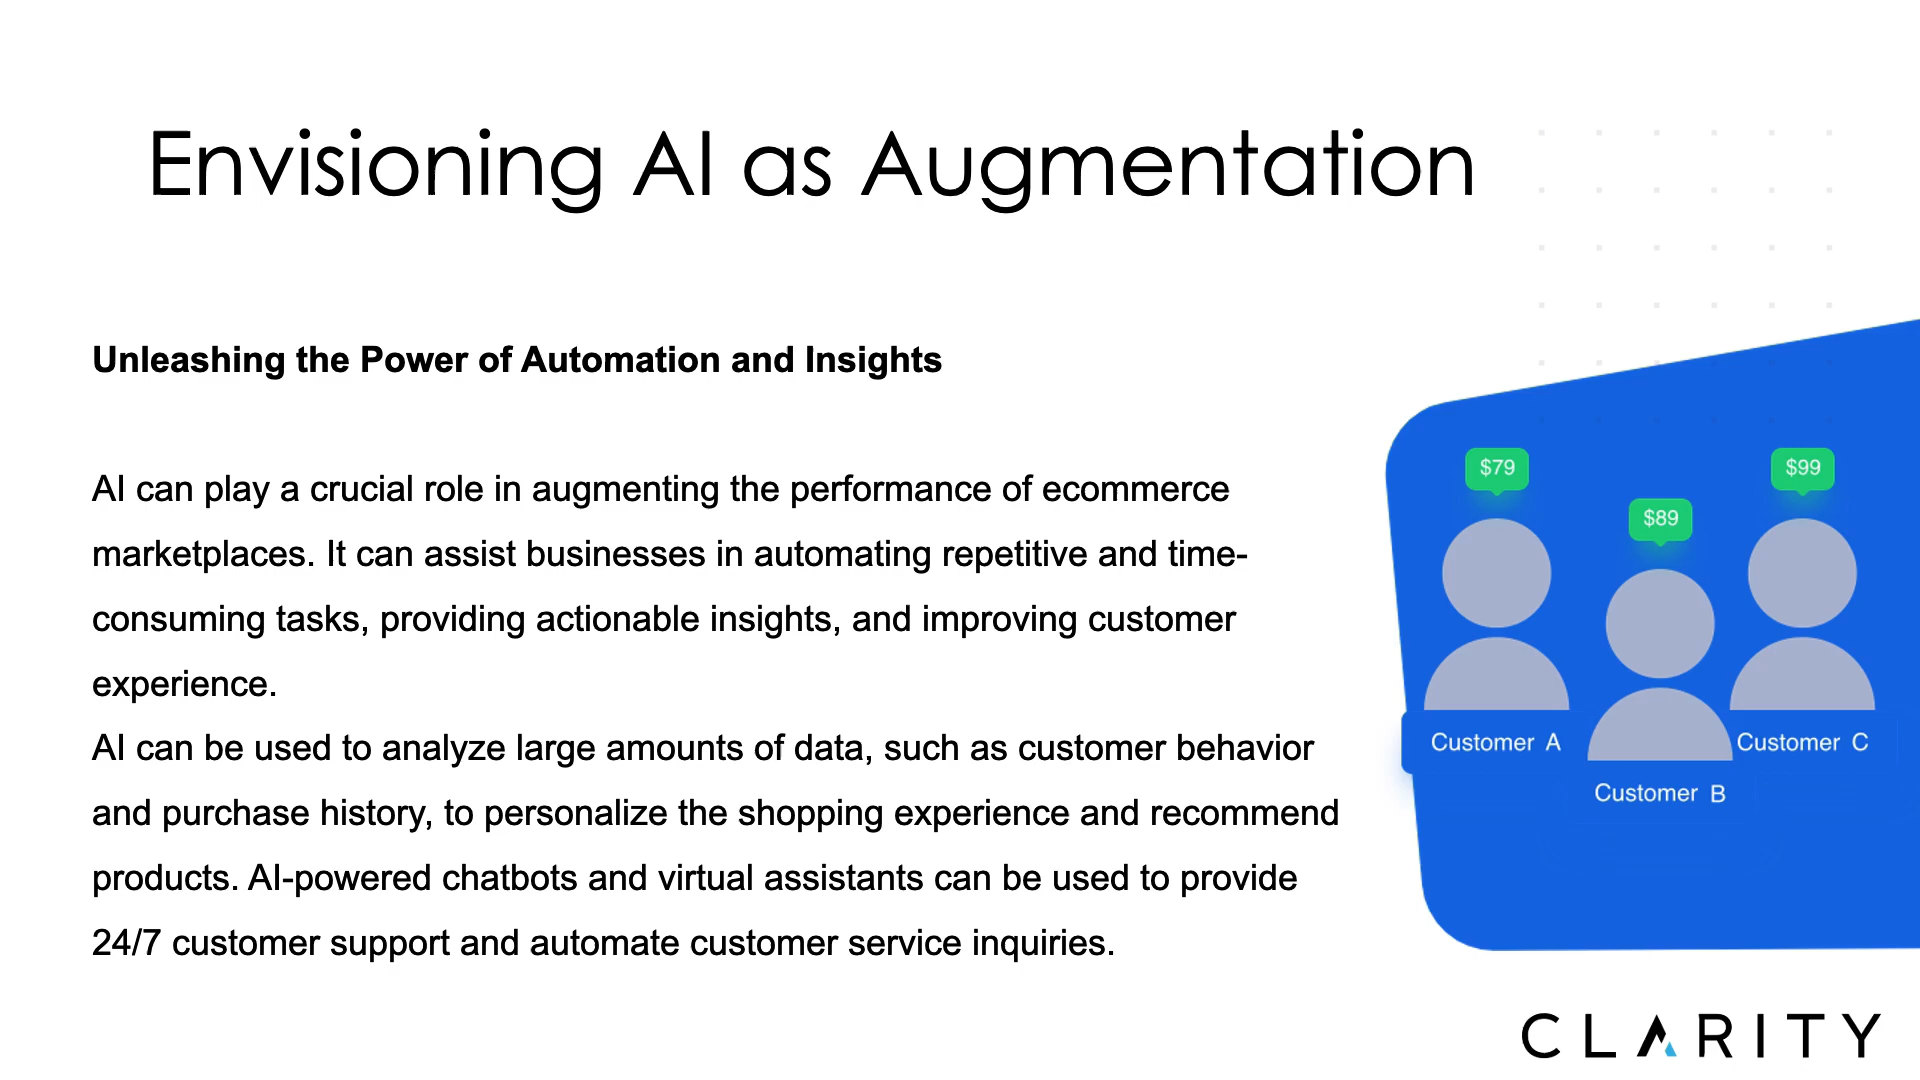 Envisioning AI as Augmentation
Unleashing the Power of Automation and Insights
AI can play a crucial role in augmenting the performance of ecommerce
marketplaces. It can assist businesses in automating repetitive and time-
consuming tasks, providing actionable insights, and improving customer
experience.
AI can be used to analyze large amounts of data, such as customer behavior
and purchase history, to personalize the shopping experience and recommend
products. AI-powered chatbots and virtual assistants can be used to provide
24/7 customer support and automate customer service inquiries.
$79
$89
$99
Customer A
Customer B
Customer C
CLARITY